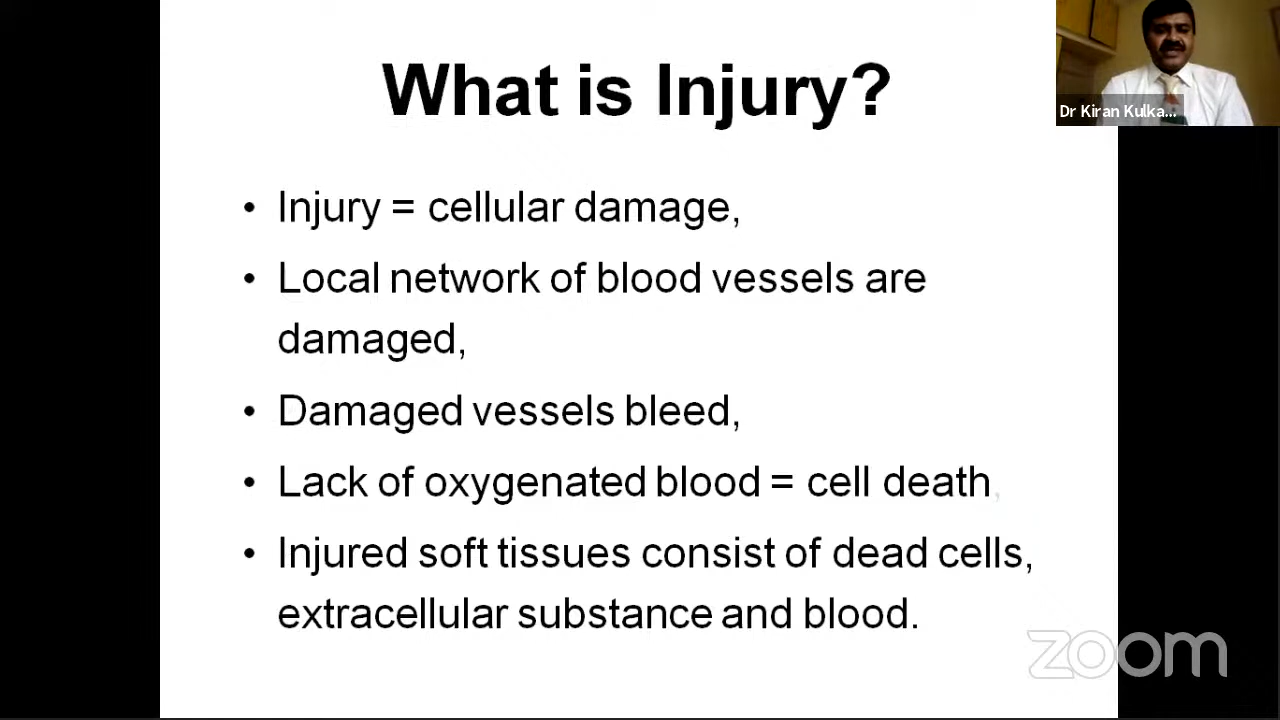 What is Injury?
Dr Kiran Kulka...
• Injury = cellular damage,
• Local network of blood vessels are
damaged,
• Damaged vessels bleed,
• Lack of oxygenated blood = cell death,
• Injured soft tissues consist of dead cells,
extracellular substance and blood.
zoom